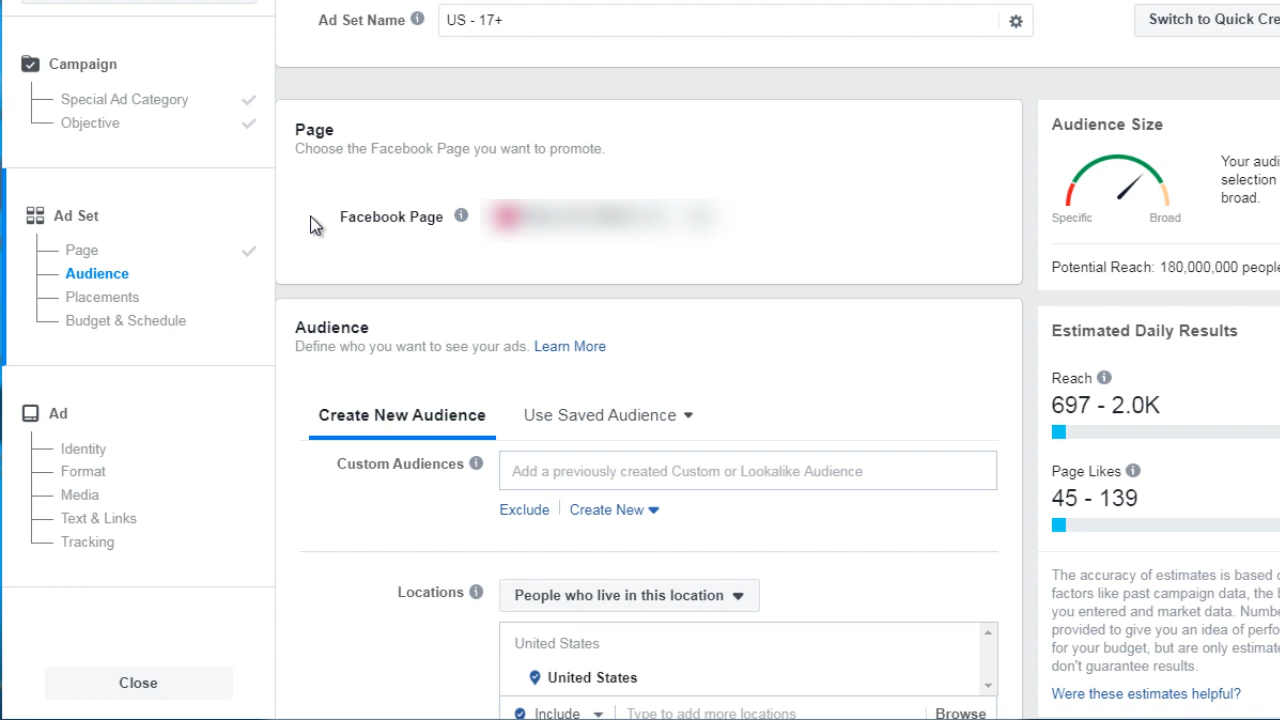 Ad Set Name
US - 17+
Switch to Quick Cre
Campaign
Special Ad Category
Objective
Ad Set
Page
Audience
Placements
Budget & Schedule
Ad
Identity
Format
Media
Text & Links
Tracking
Close
Page
Choose the Facebook Page you want to promote.
Facebook Page
Audience
Define who you want to see your ads. Learn More
Create New Audience
Use Saved Audience
Custom Audiences
Add a previously created Custom or Lookalike Audience
Exclude
Create New
Locations
People who live in this location
United States
United States
Include
Type to add more locations
Browse
Audience Size
Your audi
selection
broad.
Specific
Broad
Potential Reach: 180,000,000 people
Estimated Daily Results
Reach
697 - 2.0K
Page Likes
45 - 139
The accuracy of estimates is based
factors like past campaign data, the
you entered and market data. Numbe
provided to give you an idea of perfo
for your budget, but are only estimate
don't guarantee results.
Were these estimates helpful?